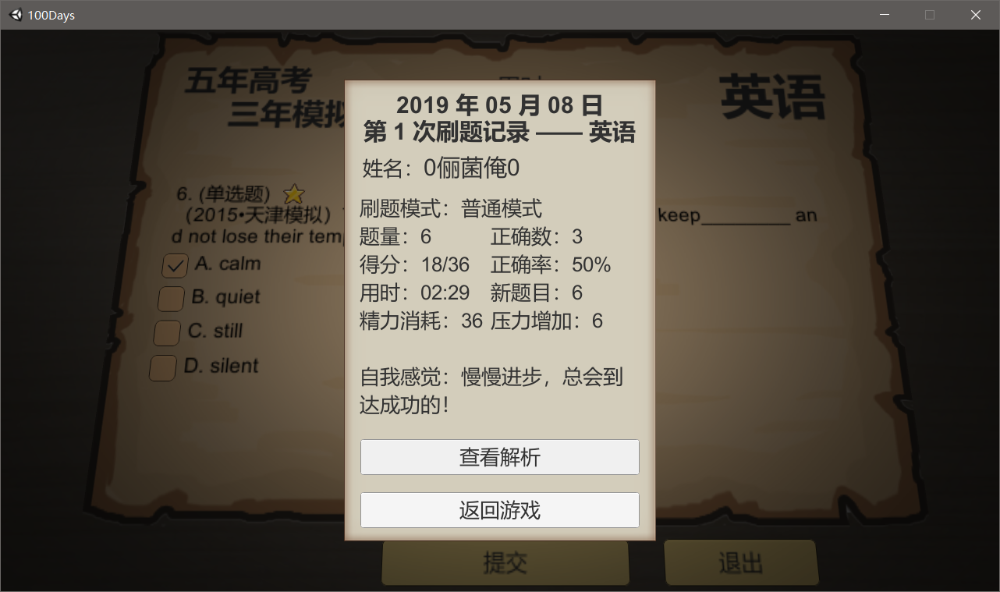 100Days
五年高考
三年模拟
英语
2019 年 05 月 08 日
第 1 次刷题记录 —— 英语
姓名：0俪菌俺0
刷题模式：普通模式
题量：6 正确数：3
得分：18/36 正确率：50%
用时：02:29 新题目：6
精力消耗：36 压力增加：6
自我感觉：慢慢进步，总会到
达成功的！
查看解析
返回游戏
6. (单选题)
（2015•天津模拟） keep_________ an
d not lose their tem
A. calm
B. quiet
C. still
D. silent
提交
退出